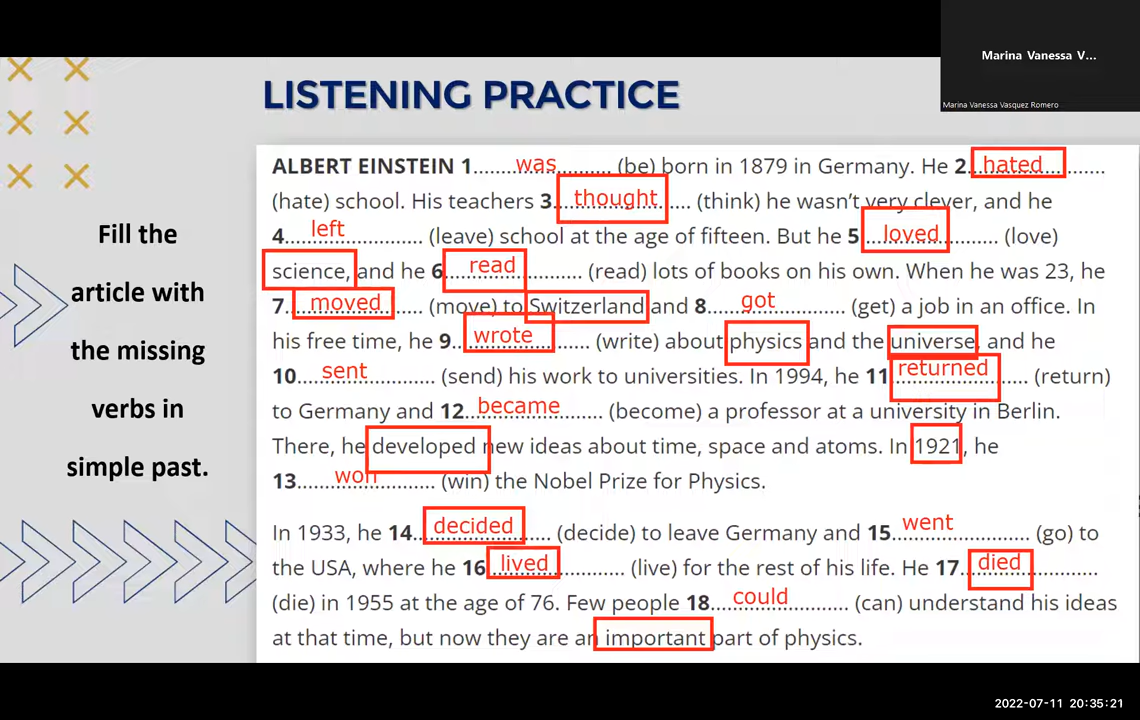 Marina Vanessa V...
Marina Vanessa Vasquez Romero
LISTENING PRACTICE
Fill the
article with
the missing
verbs in
simple past.
ALBERT EINSTEIN 1.......was........... (be) born in 1879 in Germany. He 2..hated........
(hate) school. His teachers 3...thought..... (think) he wasn't very clever, and he
4.....left............... (leave) school at the age of fifteen. But he 5...loved......... (love)
science, and he 6....read........... (read) lots of books on his own. When he was 23, he
7...moved....... (move) to Switzerland and 8......got............ (get) a job in an office. In
his free time, he 9...wrote........ (write) about physics and the universe, and he
10....sent............ (send) his work to universities. In 1994, he 11..returned...... (return)
to Germany and 12..became........ (become) a professor at a university in Berlin.
There, he developed new ideas about time, space and atoms. In 1921, he
13......won......... (win) the Nobel Prize for Physics.
In 1933, he 14...decided..... (decide) to leave Germany and 15..went............ (go) to
the USA, where he 16..lived.......... (live) for the rest of his life. He 17...died...........
(die) in 1955 at the age of 76. Few people 18.....could......... (can) understand his ideas
at that time, but now they are an important part of physics.
2022-07-11 20:35:21